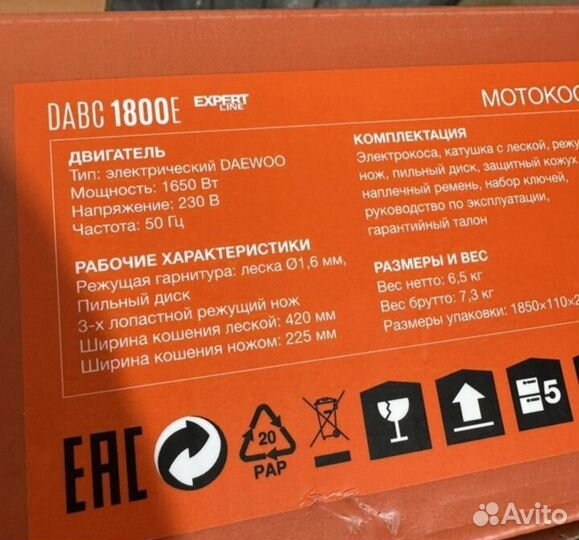 DABC 1800E EXPERT LINE
МОТОКОС
ДВИГАТЕЛЬ
Тип: электрический DAEWOO
Мощность: 1650 Вт
Напряжение: 230 В
Частота: 50 Гц
РАБОЧИЕ ХАРАКТЕРИСТИКИ
Режущая гарнитура: леска Ø1,6 мм,
Пильный диск
3-х лопастной режущий нож
Ширина кошения леской: 420 мм
Ширина кошения ножом: 225 мм
КОМПЛЕКТАЦИЯ
Электрокоса, катушка с леской, режу
нож, пильный диск, защитный кожух,
наплечный ремень, набор ключей,
руководство по эксплуатации,
гарантийный талон
РАЗМЕРЫ И ВЕС
Вес нетто: 6,5 кг
Вес брутто: 7,3 кг
Размеры упаковки: 1850х110х2
EAC
20
PAP
5
Avito